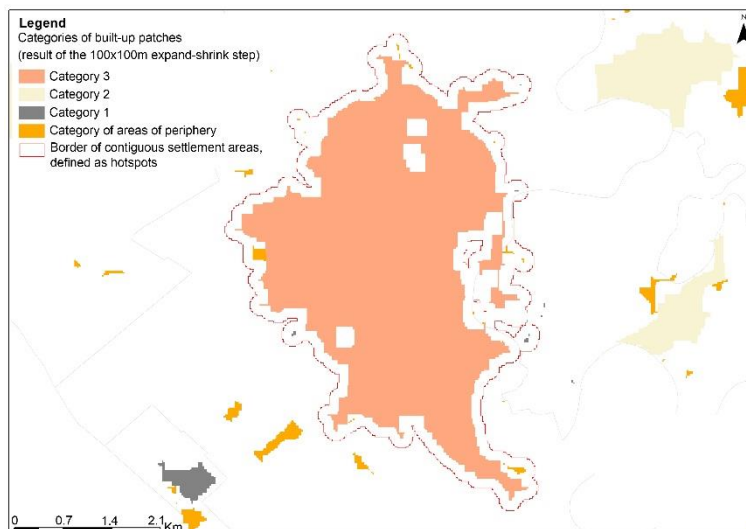 Legend
Categories of built-up patches
(result of the 100x100m expand-shrink step)
Category 3
Category 2
Category 1
Category of areas of periphery
Border of contiguous settlement areas,
defined as hotspots
N
0 0.7 1.4 2.1
Km